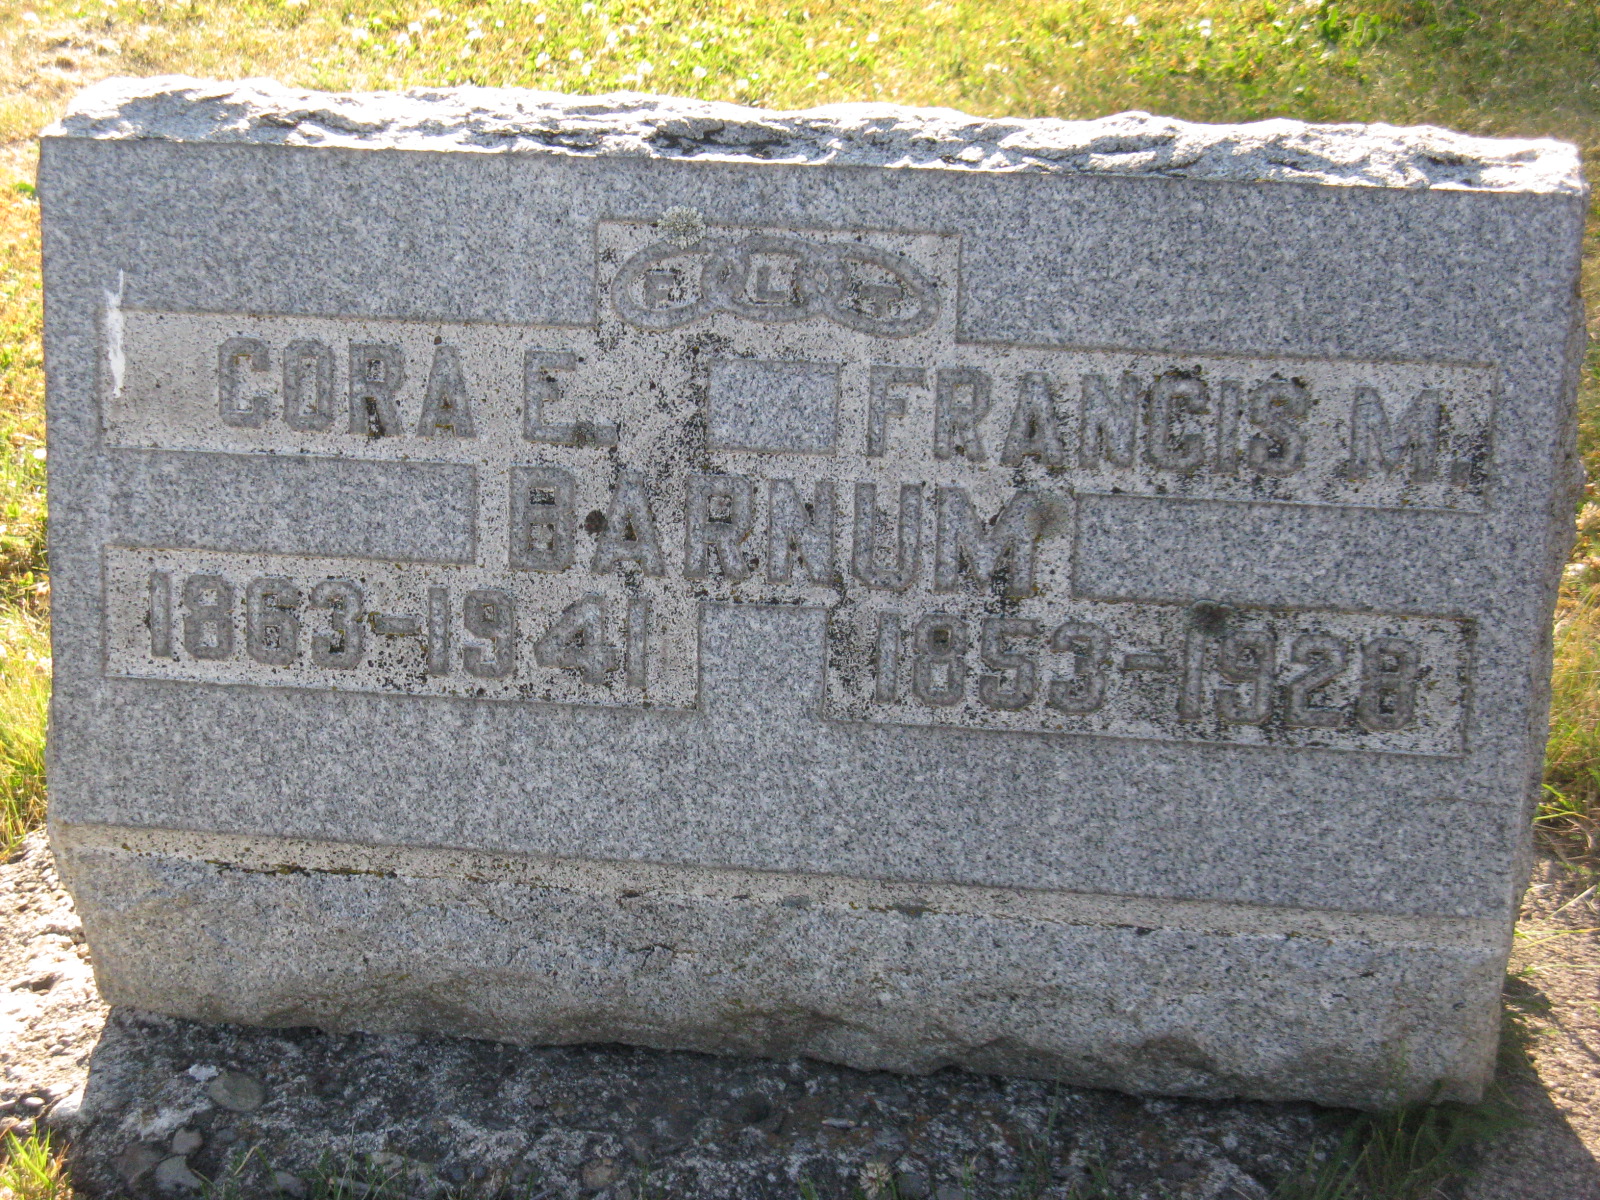 F L T
CORA E. FRANCIS M.
BARNUM
1863-1941 1853-1928